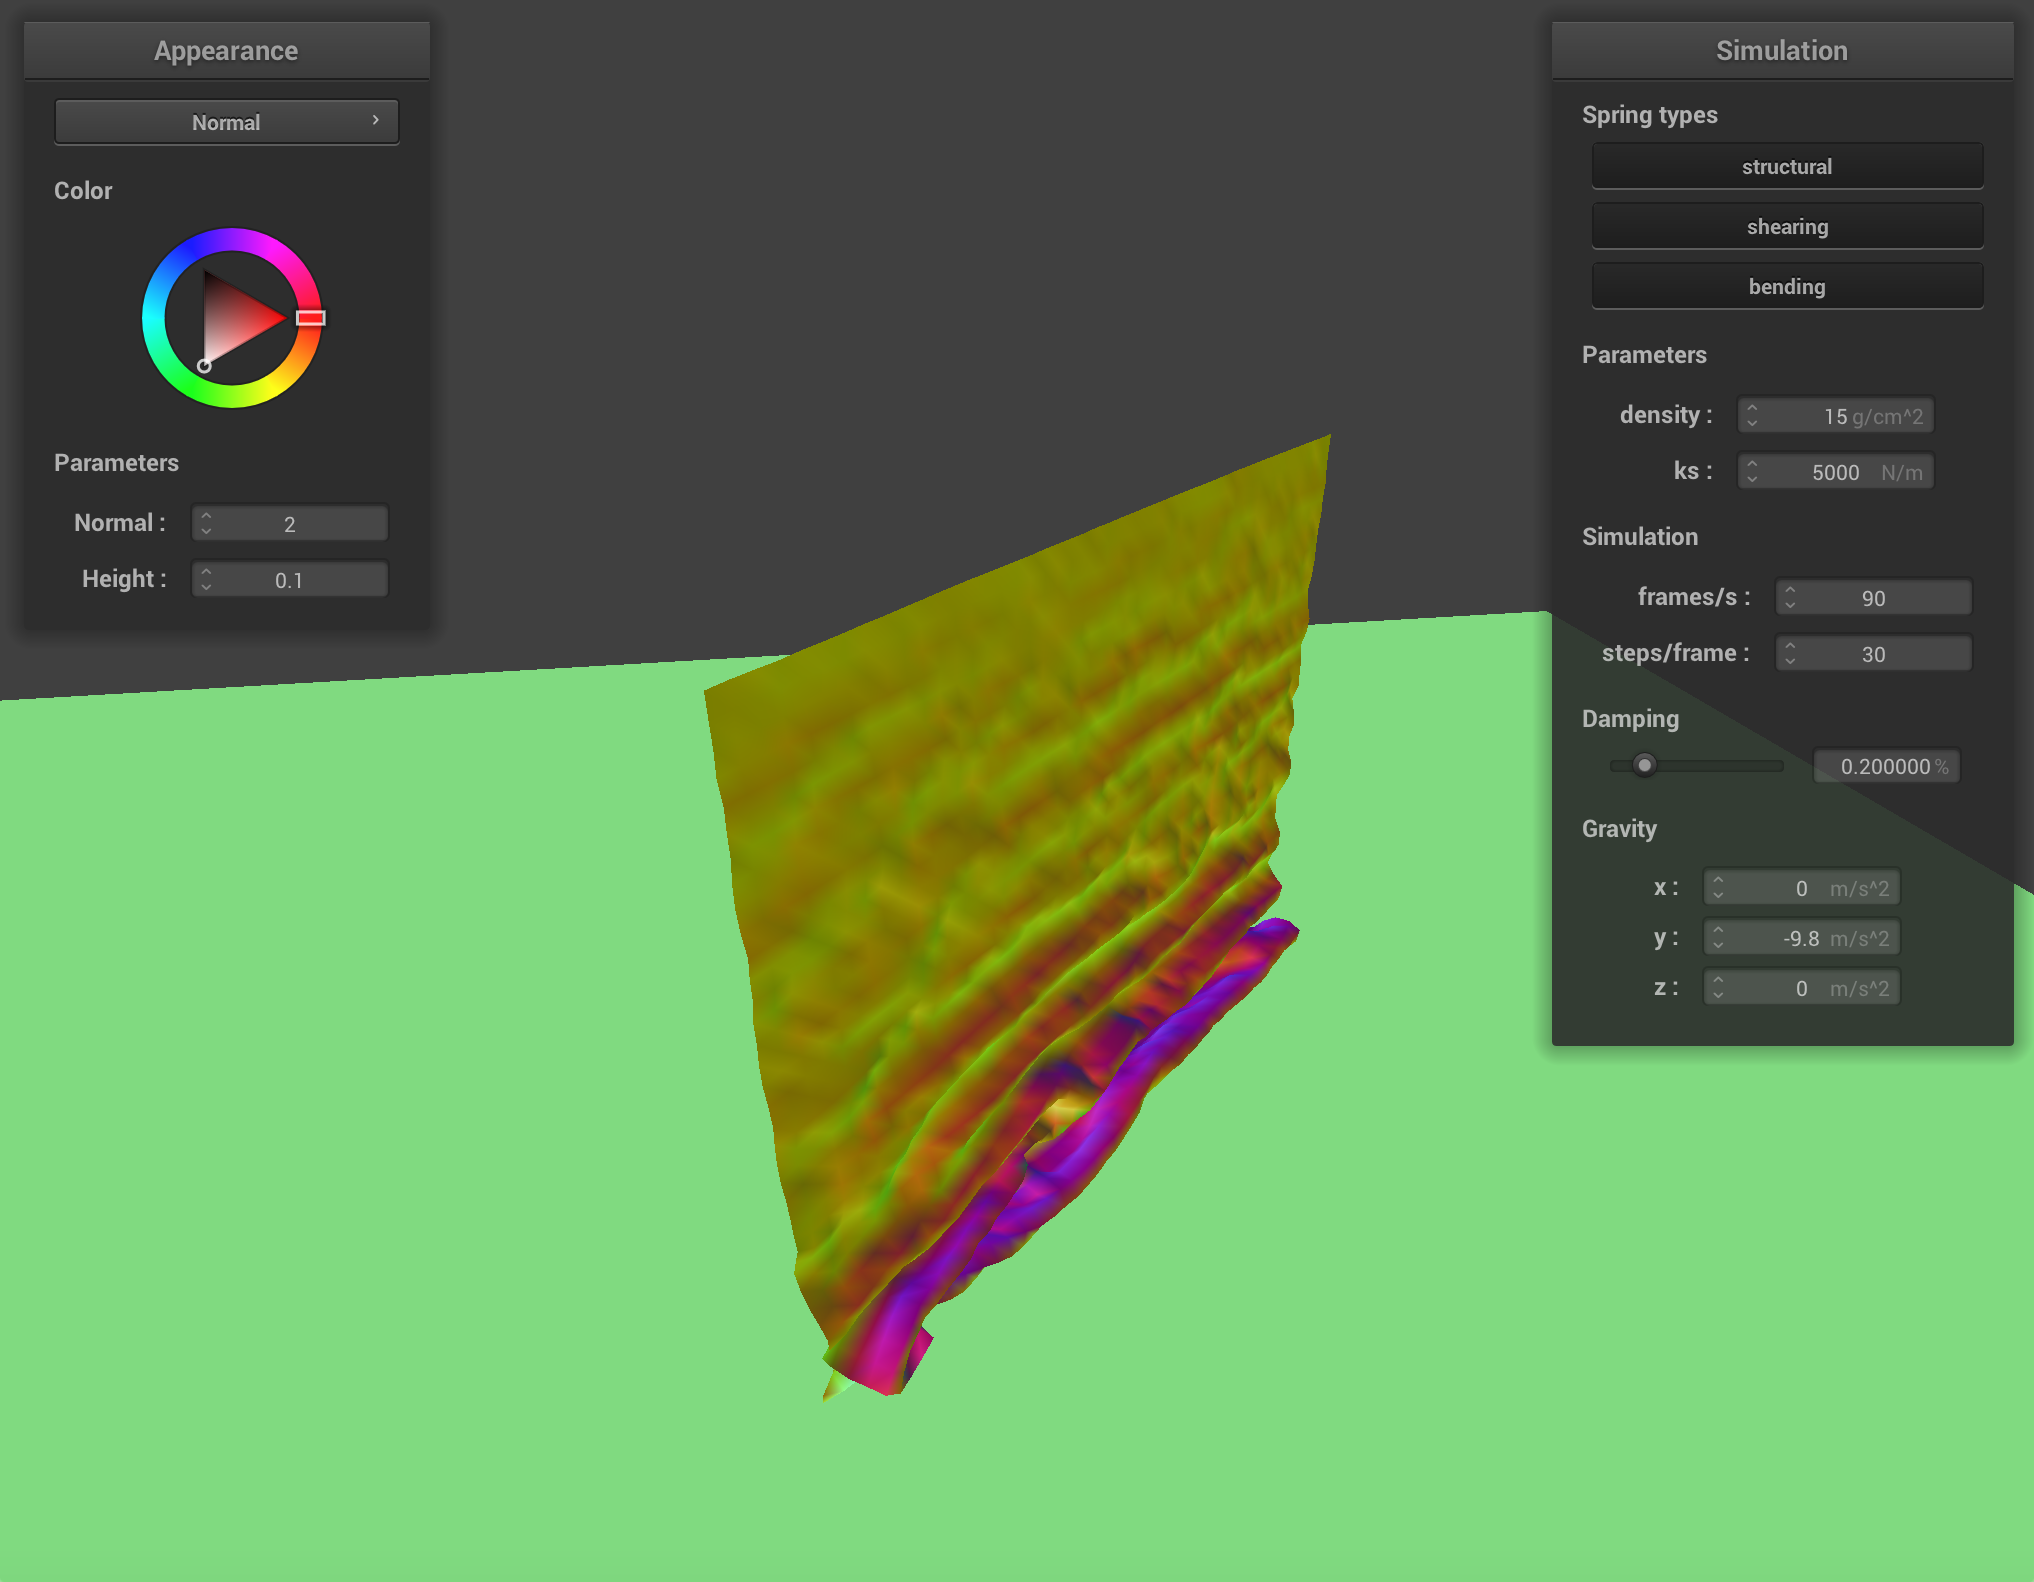 Appearance
Normal
Color
Parameters
Normal : 2
Height : 0.1
Simulation
Spring types
structural
shearing
bending
Parameters
density : 15 g/cm^2
ks : 5000 N/m
Simulation
frames/s : 90
steps/frame : 30
Damping
0.200000 %
Gravity
x : 0 m/s^2
y : -9.8 m/s^2
z : 0 m/s^2